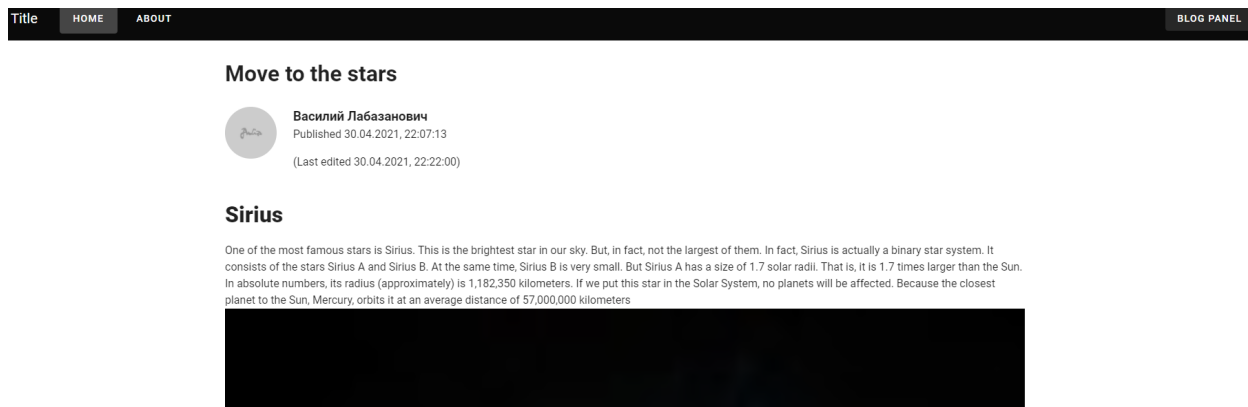 Title HOME ABOUT BLOG PANEL
Move to the stars
Василий Лабазанович
Published 30.04.2021, 22:07:13
(Last edited 30.04.2021, 22:22:00)
Sirius
One of the most famous stars is Sirius. This is the brightest star in our sky. But, in fact, not the largest of them. In fact, Sirius is actually a binary star system. It
consists of the stars Sirius A and Sirius B. At the same time, Sirius B is very small. But Sirius A has a size of 1.7 solar radii. That is, it is 1.7 times larger than the Sun.
In absolute numbers, its radius (approximately) is 1,182,350 kilometers. If we put this star in the Solar System, no planets will be affected. Because the closest
planet to the Sun, Mercury, orbits it at an average distance of 57,000,000 kilometers